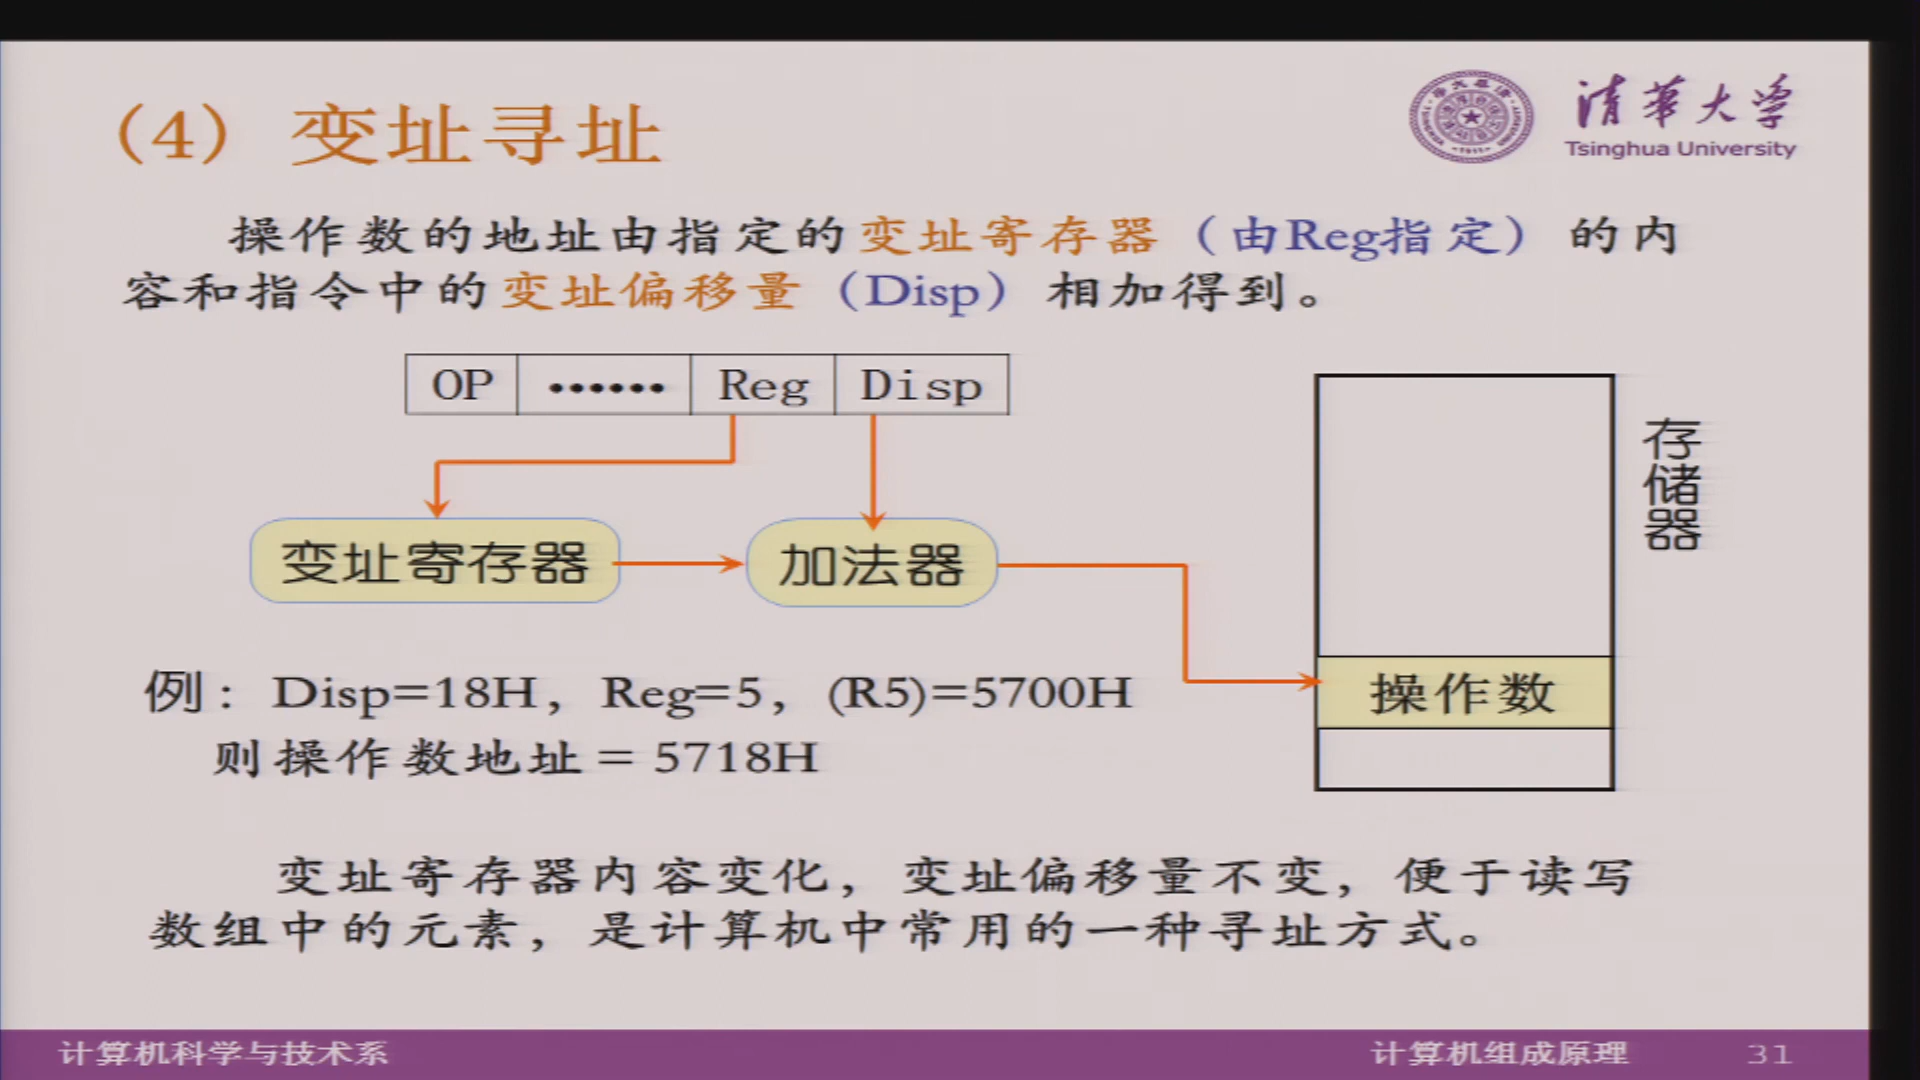 （4）变址寻址
清华大学
Tsinghua University
操作数的地址由指定的变址寄存器（由Reg指定）的内
容和指令中的变址偏移量（Disp）相加得到。
OP ······ Reg Disp
存储器
变址寄存器 加法器
操作数
例：Disp=18H，Reg=5，(R5)=5700H
则操作数地址= 5718H
变址寄存器内容变化，变址偏移量不变，便于读写
数组中的元素，是计算机中常用的一种寻址方式。
计算机科学与技术系 计算机组成原理 31